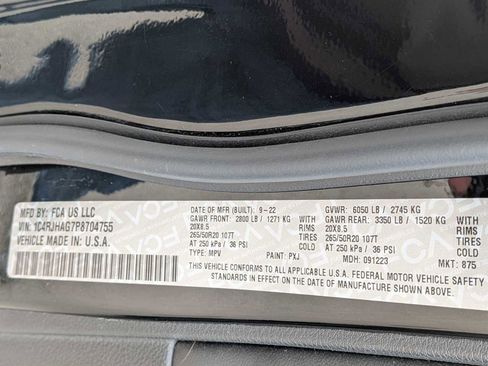 MFD BY: FCA US LLC
VIN: 1C4RJHAG7P8704755
VEHICLE MADE IN: U.S.A.
DATE OF MFR (BUILT): 9-22 GVWR: 6050 LB / 2745 KG
GAWR FRONT: 2800 LB / 1271 KG GAWR REAR: 3350 LB / 1520 KG
20X8.5 RIMS 20X8.5
265/50R20 107T TIRES 265/50R20 107T
AT 250 kPa / 36 PSI RIMS TIRES AT 250 kPa / 36 PSI
TYPE: MPV PAINT: PXJ MDH: 091223 MKT: 875
THIS VEHICLE CONFORMS TO ALL APPLICABLE U.S.A. FEDERAL MOTOR VEHICLE SAFETY
STANDARDS IN EFFECT ON THE DATE OF MANUFACTURE SHOWN ABOVE.